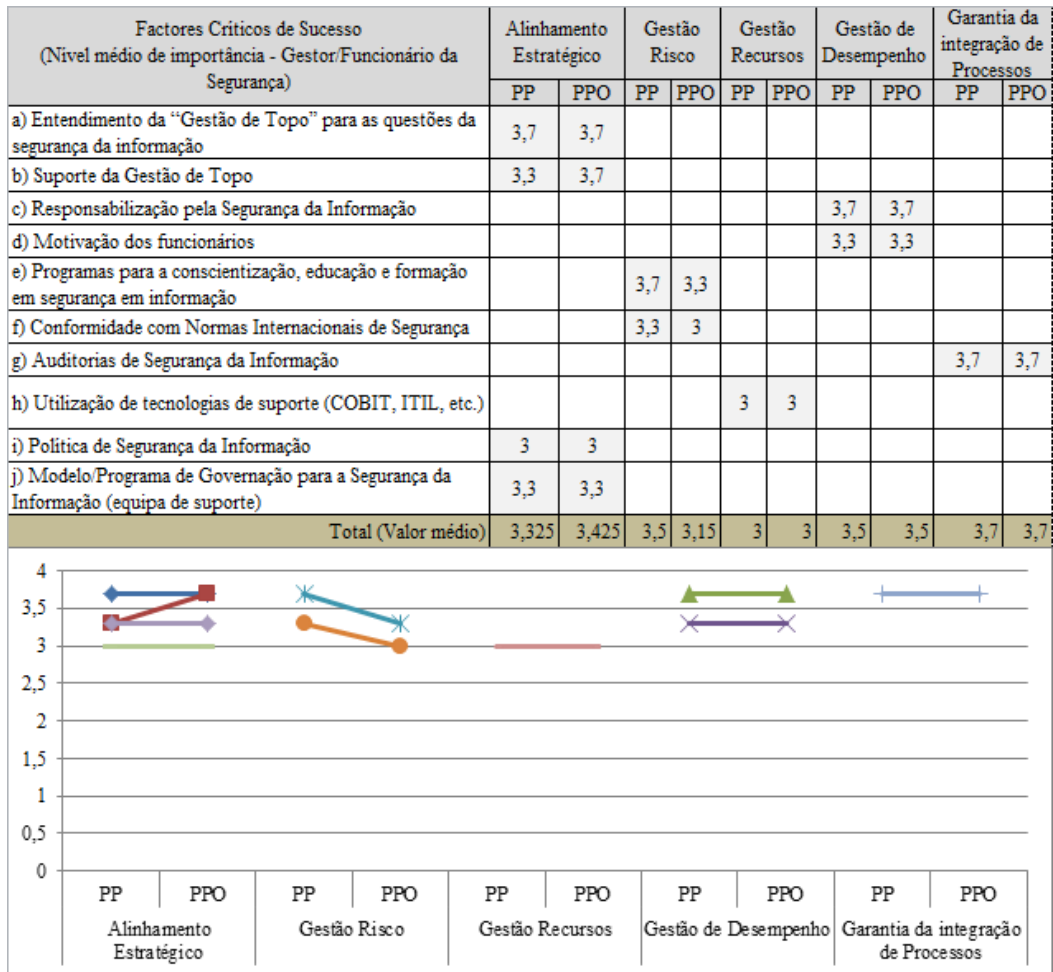 Factores Críticos de Sucesso
(Nível médio de importância - Gestor/Funcionário da
Segurança)
Alinhamento
Estratégico
Gestão
Risco
Gestão
Recursos
Gestão de
Desempenho
Garantia da
integração de
Processos
PP PPO PP PPO PP PPO PP PPO PP PPO
a) Entendimento da “Gestão de Topo” para as questões da
segurança da informação
3,7 3,7
b) Suporte da Gestão de Topo 3,3 3,7
c) Responsabilização pela Segurança da Informação 3,7 3,7
d) Motivação dos funcionários 3,3 3,3
e) Programas para a conscientização, educação e formação
em segurança em informação
3,7 3,3
f) Conformidade com Normas Internacionais de Segurança 3,3 3
g) Auditorias de Segurança da Informação 3,7 3,7
h) Utilização de tecnologias de suporte (COBIT, ITIL, etc.) 3 3
i) Política de Segurança da Informação 3 3
j) Modelo/Programa de Governação para a Segurança da
Informação (equipa de suporte)
3,3 3,3
Total (Valor médio) 3,325 3,425 3,5 3,15 3 3 3,5 3,5 3,7 3,7
4
3,5
3
2,5
2
1,5
1
0,5
0
PP PPO PP PPO PP PPO PP PPO PP PPO
Alinhamento
Estratégico
Gestão Risco
Gestão Recursos
Gestão de Desempenho
Garantia da integração
de Processos